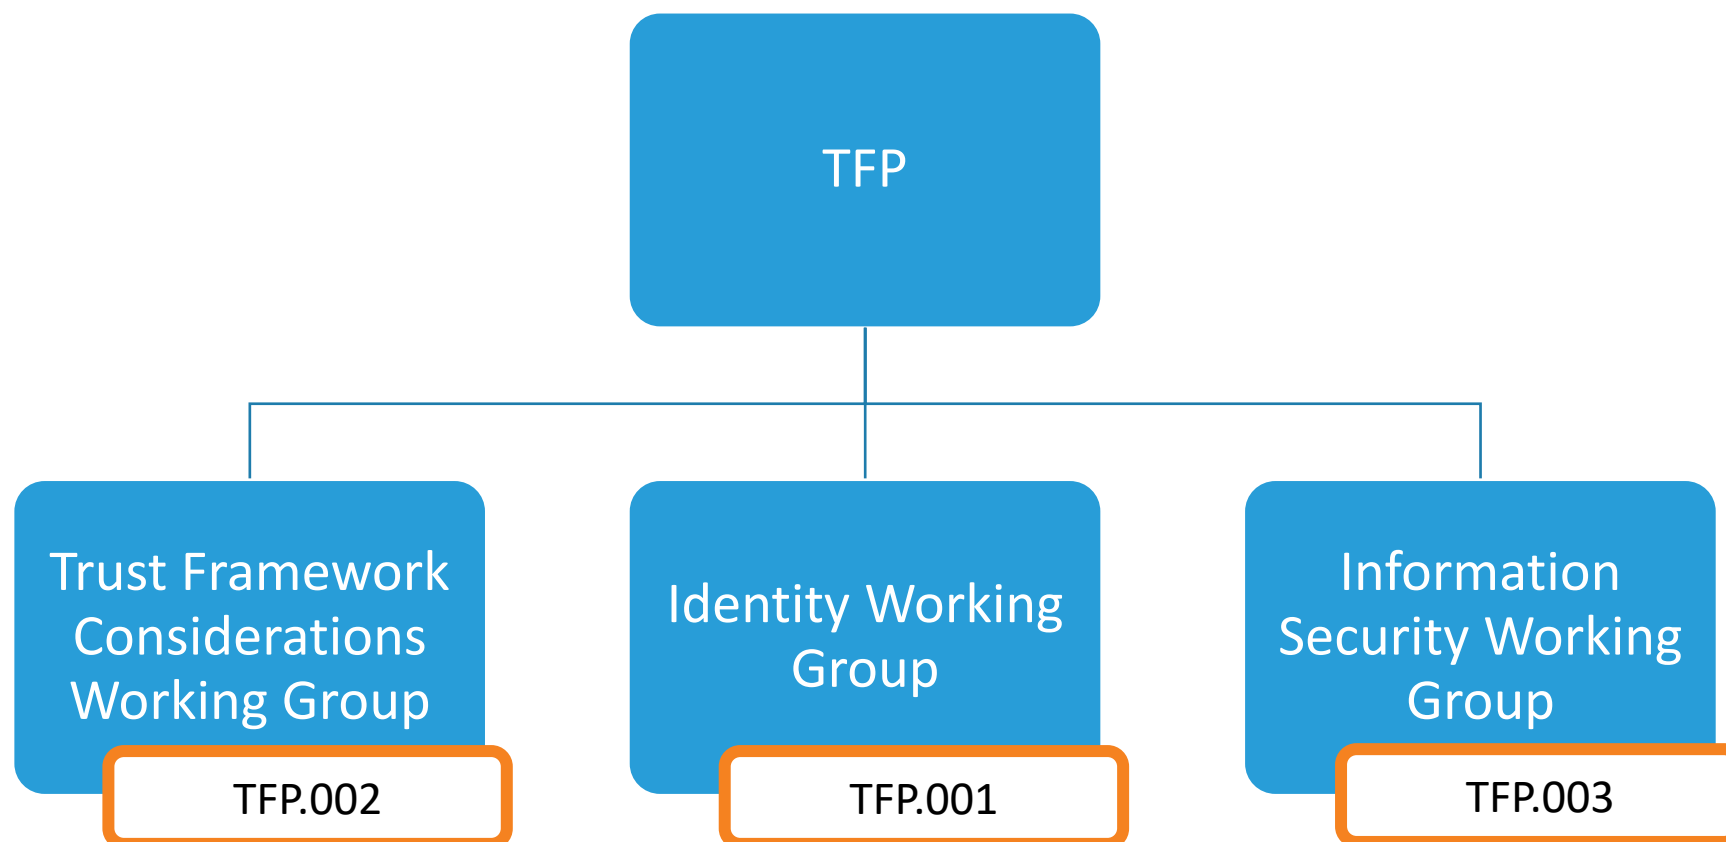 TFP
Trust Framework
Considerations
Working Group
TFP.002
Identity Working
Group
TFP.001
Information
Security Working
Group
TFP.003